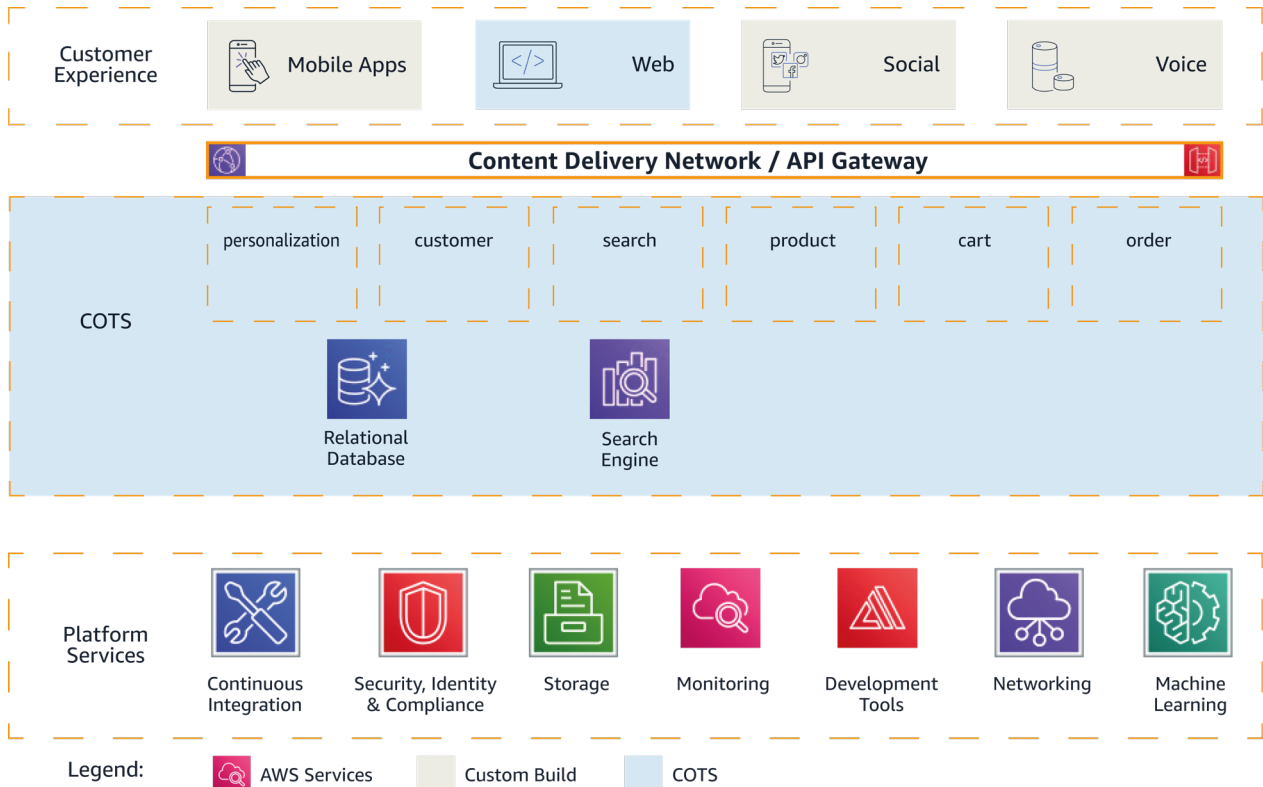 Customer
Experience
Mobile Apps
</>
Web
Social
Voice
Content Delivery Network / API Gateway
personalization
customer
search
product
cart
order
COTS
Relational
Database
Search
Engine
Platform
Services
Continuous
Integration
Security, Identity
& Compliance
Storage
Monitoring
Development
Tools
Networking
Machine
Learning
Legend:
AWS Services
Custom Build
COTS